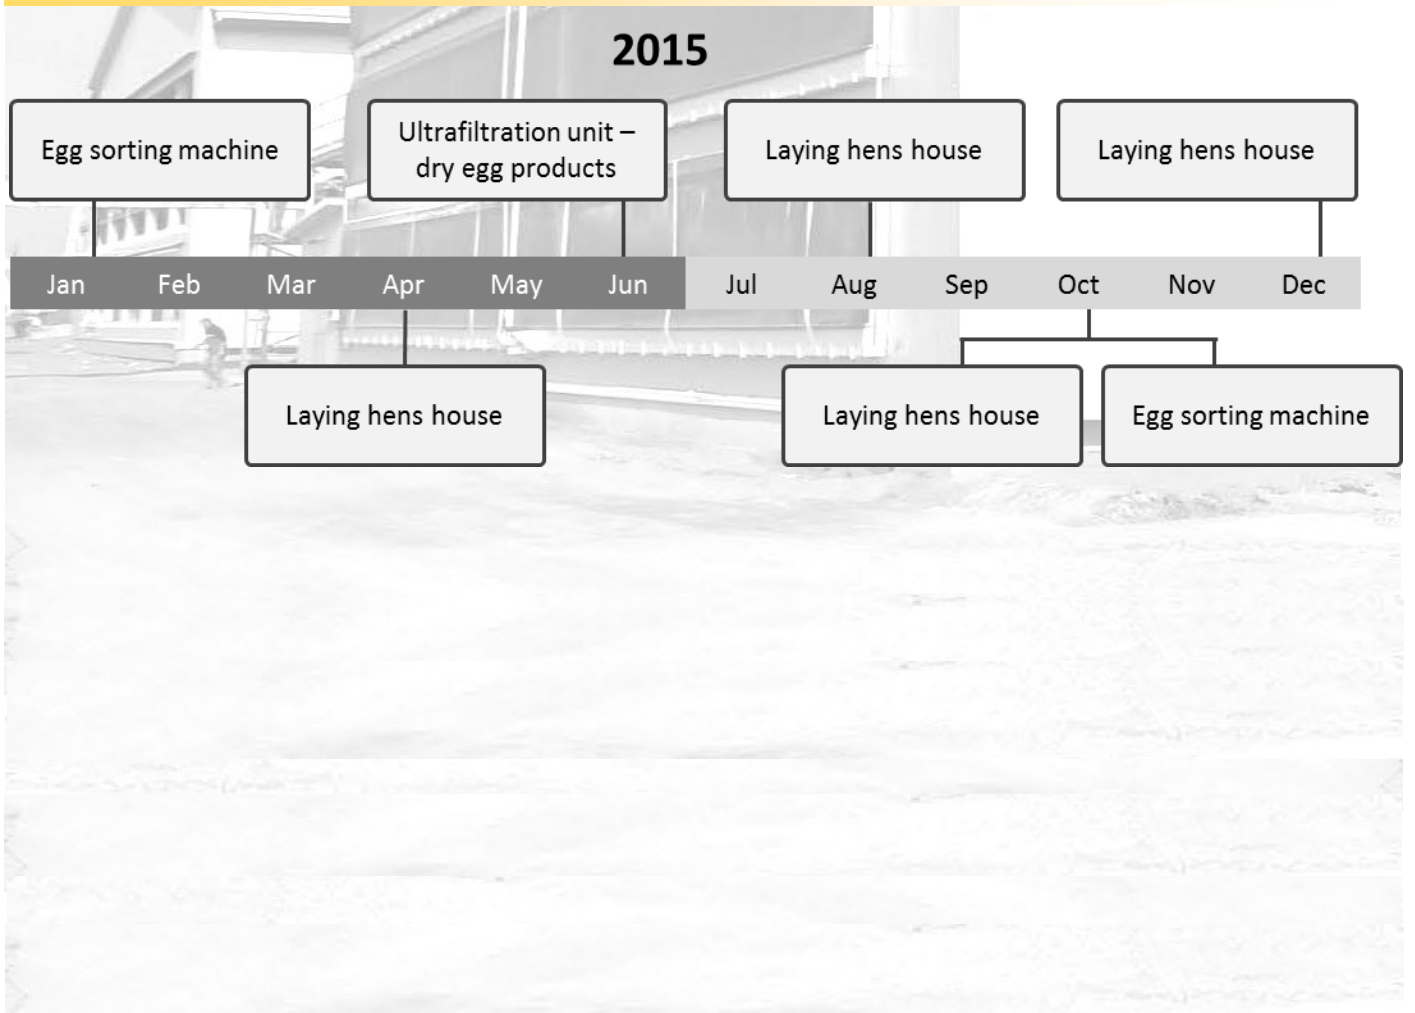 2015
Egg sorting machine
Ultrafiltration unit –
dry egg products
Laying hens house
Laying hens house
Jan Feb Mar Apr May Jun Jul Aug Sep Oct Nov Dec
Laying hens house
Laying hens house
Egg sorting machine